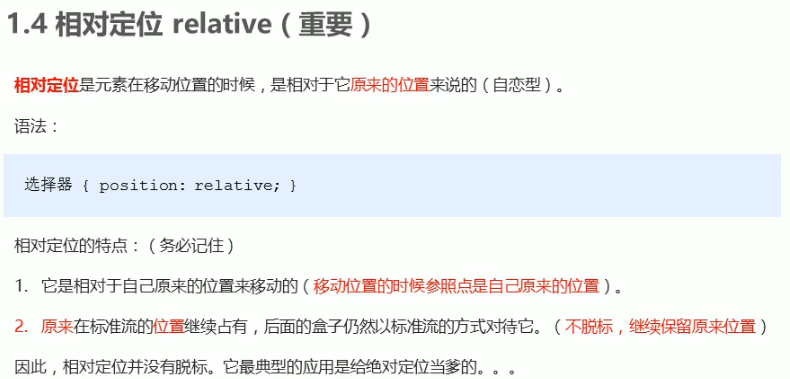 1.4 相对定位 relative（重要）
相对定位是元素在移动位置的时候，是相对于它原来的位置来说的（自恋型）。
语法：
选择器 { position: relative; }
相对定位的特点：（务必记住）
1. 它是相对于自己原来的位置来移动的（移动位置的时候参照点是自己原来的位置）。
2. 原来在标准流的位置继续占有，后面的盒子仍然以标准流的方式对待它。（不脱标，继续保留原来位置）
因此，相对定位并没有脱标。它最典型的应用是给绝对定位当爹的。。。